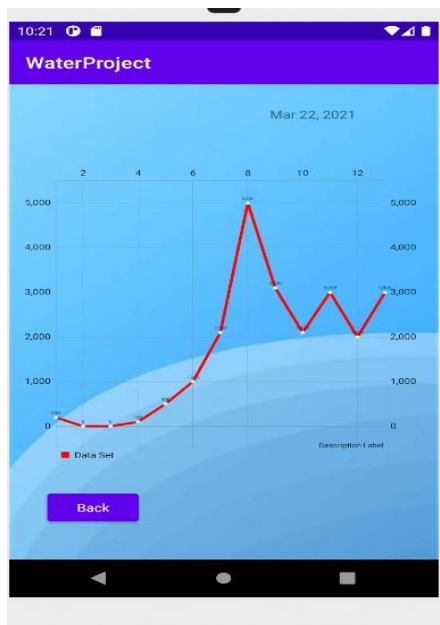 10:21
WaterProject
Mar 22, 2021
2 4 6 8 10 12
5,000 5,000
4,000 4,000
3,000 3,000
2,000 2,000
1,000 1,000
0 0
Description Label
Data Set
Back